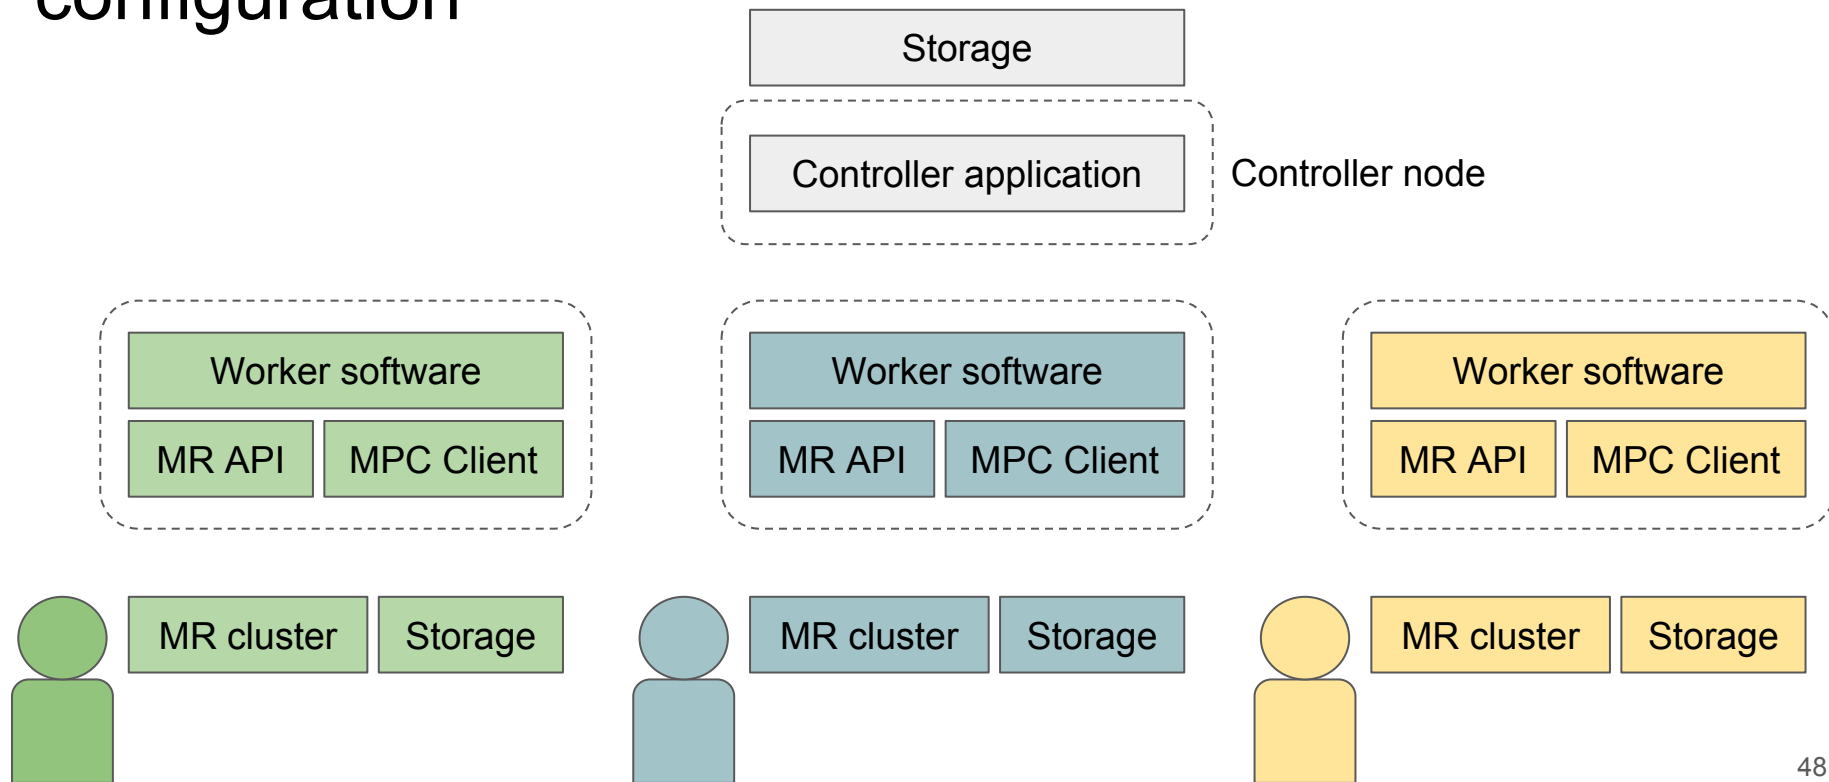 configuration
Storage
Controller application
Controller node
Worker software
Worker software
Worker software
MR API
MPC Client
MR API
MPC Client
MR API
MPC Client
MR cluster
Storage
MR cluster
Storage
MR cluster
Storage
48